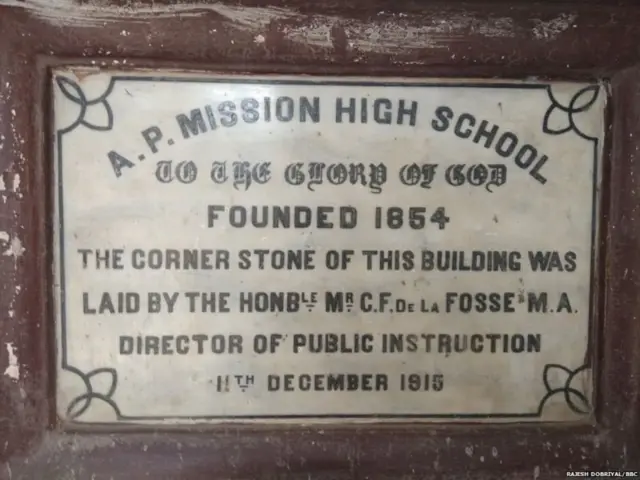 A. P. MISSION HIGH SCHOOL
TO THE GLORY OF GOD
FOUNDED 1854
THE CORNER STONE OF THIS BUILDING WAS
LAID BY THE HONBLE MR C.F. DE LA FOSSE M.A.
DIRECTOR OF PUBLIC INSTRUCTION
11TH DECEMBER 1915
RAJESH DOBRIYAL/BBC